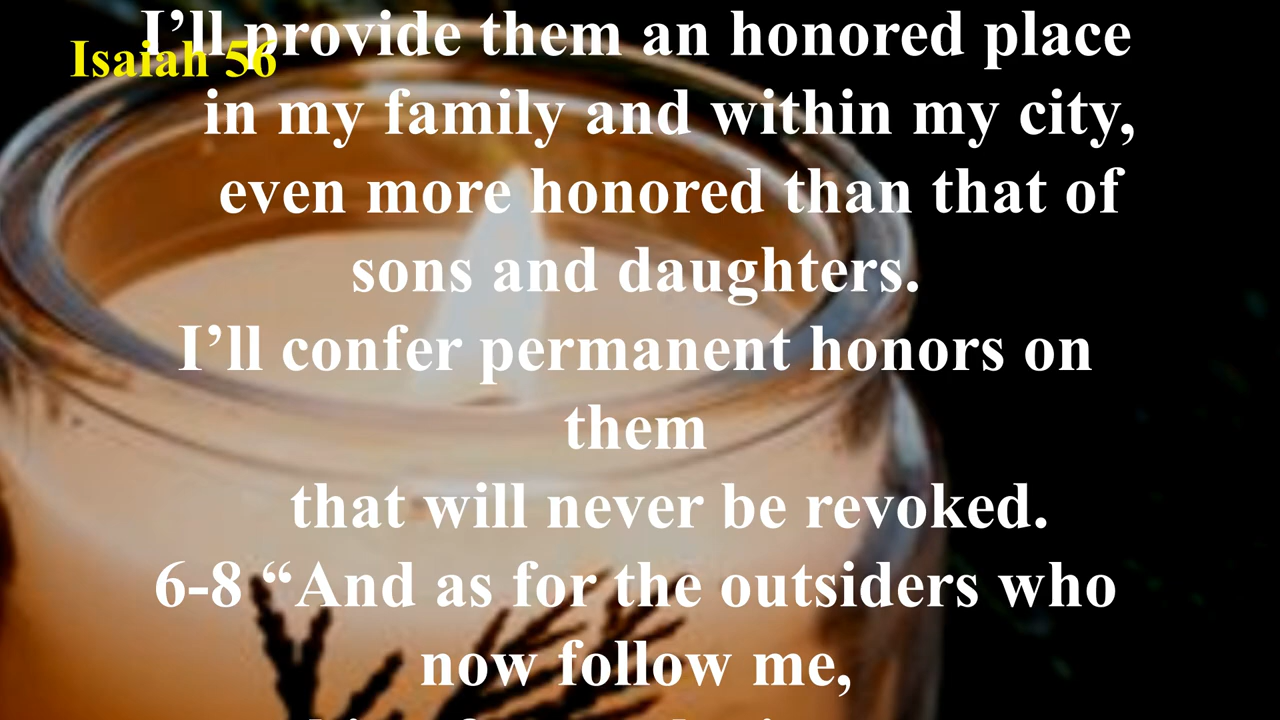 I'll provide them an honored place
Isaiah 56
in my family and within my city,
even more honored than that of
sons and daughters.
I'll confer permanent honors on
them
that will never be revoked.
6-8 “And as for the outsiders who
now follow me,